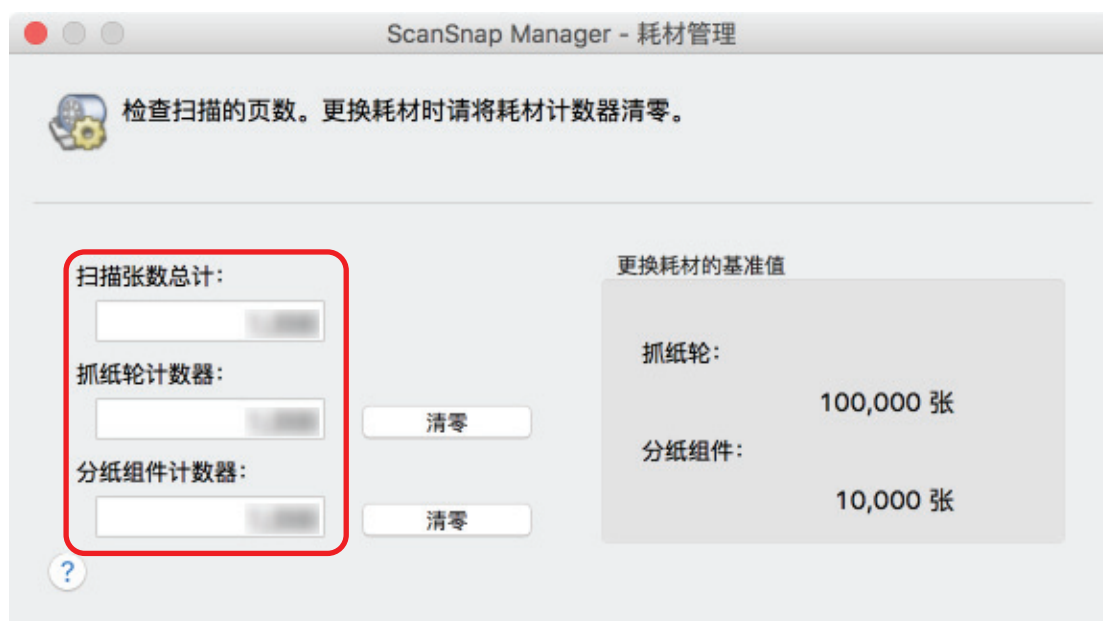 ScanSnap Manager - 耗材管理
检查扫描的页数。更换耗材时请将耗材计数器清零。
扫描张数总计：
抓纸轮计数器：
清零
分纸组件计数器：
清零
更换耗材的基准值
抓纸轮：
100,000 张
分纸组件：
10,000 张
?